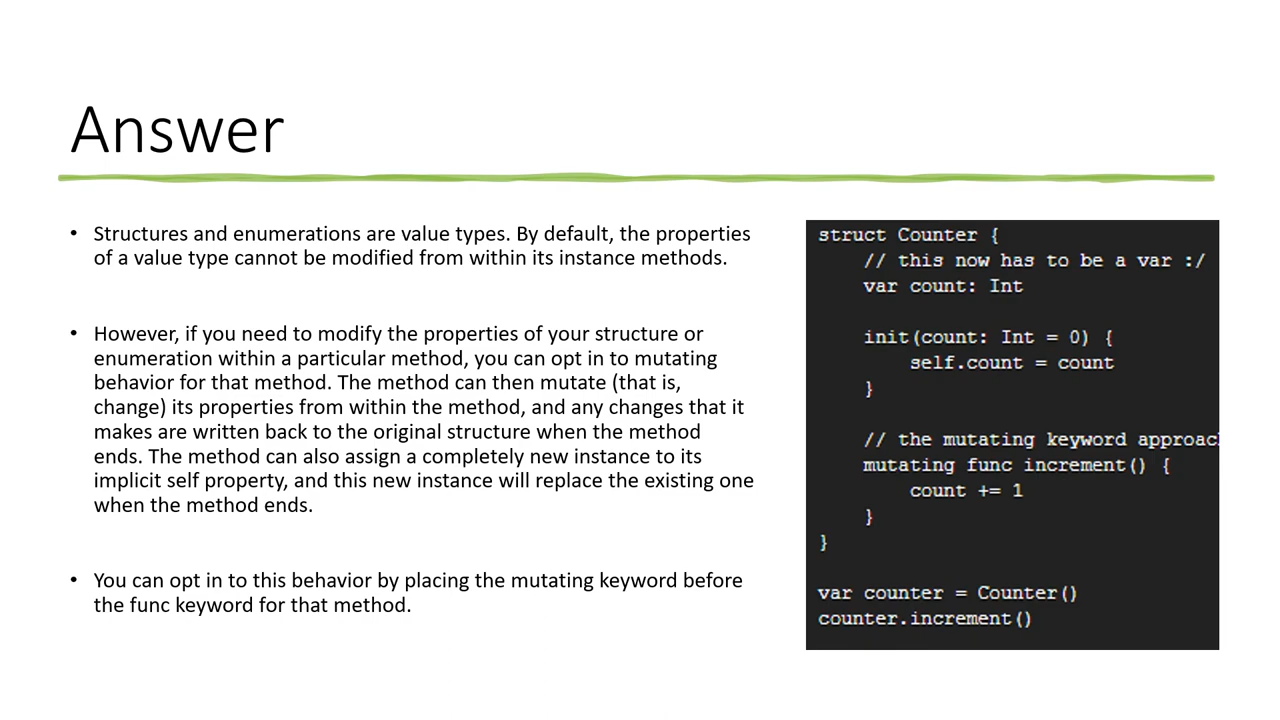 Answer
• Structures and enumerations are value types. By default, the properties
of a value type cannot be modified from within its instance methods.
• However, if you need to modify the properties of your structure or
enumeration within a particular method, you can opt in to mutating
behavior for that method. The method can then mutate (that is,
change) its properties from within the method, and any changes that it
makes are written back to the original structure when the method
ends. The method can also assign a completely new instance to its
implicit self property, and this new instance will replace the existing one
when the method ends.
• You can opt in to this behavior by placing the mutating keyword before
the func keyword for that method.
struct Counter {
    // this now has to be a var :/
    var count: Int
    init(count: Int = 0) {
        self.count = count
    }
    // the mutating keyword approac
    mutating func increment() {
        count += 1
    }
}
var counter = Counter()
counter.increment()